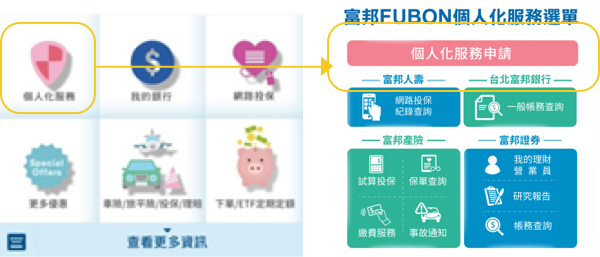 個人化服務
我的銀行
網路投保
Special
Offers
更多優惠
車險/旅平險/投保/理賠
下單/ETF定期定額
查看更多資訊
富邦FUBON個人化服務選單
個人化服務申請
富邦人壽
台北富邦銀行
網路投保
紀錄查詢
一般帳務查詢
富邦產險
富邦證券
試算投保
保單查詢
我的理財
營業員
研究報告
繳費服務
事故通知
帳務查詢